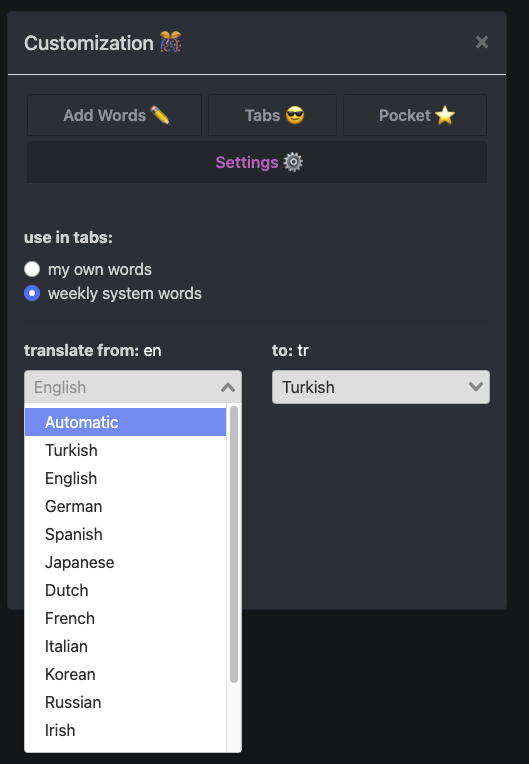 Customization 🎊 ×
Add Words ✏️ Tabs 😎 Pocket ⭐
Settings ⚙️
use in tabs:
my own words
weekly system words
translate from: en to: tr
English Turkish
Automatic
Turkish
English
German
Spanish
Japanese
Dutch
French
Italian
Korean
Russian
Irish